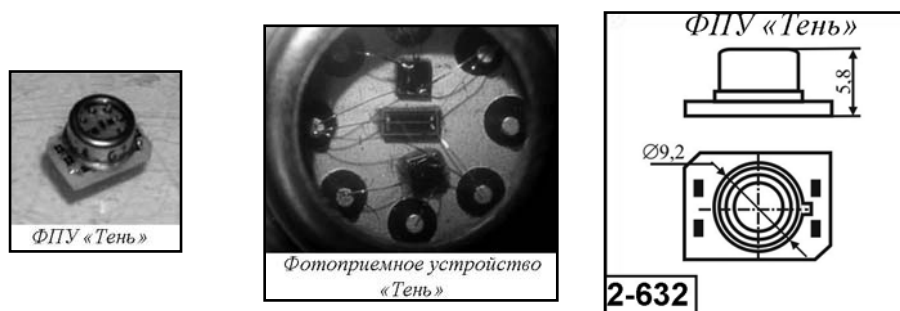 ФПУ «Тень»
Фотоприемное устройство
«Тень»
ФПУ «Тень»
5,8
Ø9,2
2-632